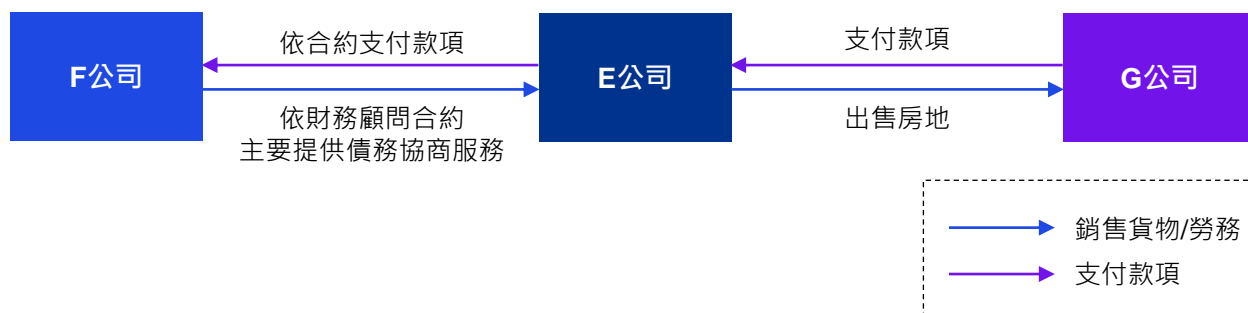 依合約支付款項
支付款項
F公司
E公司
G公司
依財務顧問合約
主要提供債務協商服務
出售房地
銷售貨物/勞務
支付款項